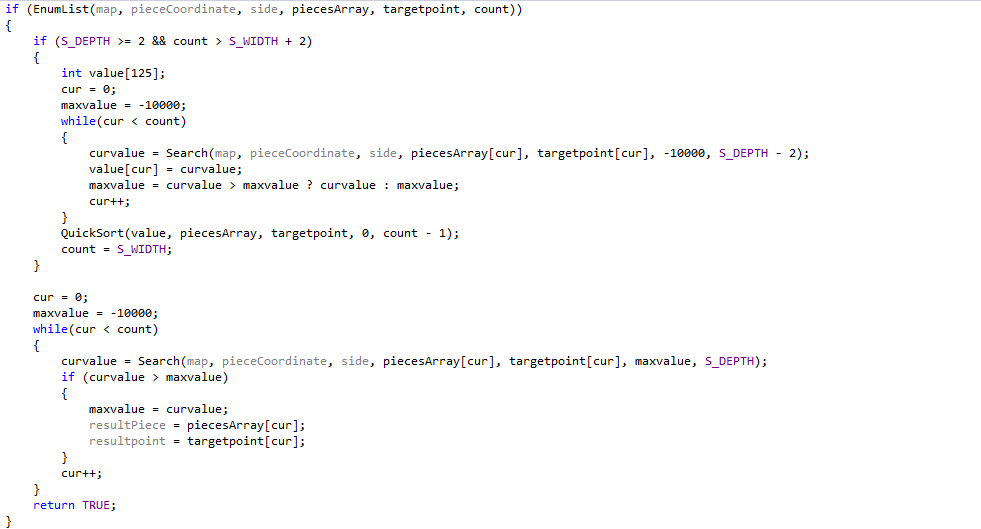 if (EnumList(map, pieceCoordinate, side, piecesArray, targetpoint, count))
{
    if (S_DEPTH >= 2 && count > S_WIDTH + 2)
    {
        int value[125];
        cur = 0;
        maxvalue = -10000;
        while(cur < count)
        {
            curvalue = Search(map, pieceCoordinate, side, piecesArray[cur], targetpoint[cur], -10000, S_DEPTH - 2);
            value[cur] = curvalue;
            maxvalue = curvalue > maxvalue ? curvalue : maxvalue;
            cur++;
        }
        QuickSort(value, piecesArray, targetpoint, 0, count - 1);
        count = S_WIDTH;
    }

    cur = 0;
    maxvalue = -10000;
    while(cur < count)
    {
        curvalue = Search(map, pieceCoordinate, side, piecesArray[cur], targetpoint[cur], maxvalue, S_DEPTH);
        if (curvalue > maxvalue)
        {
            maxvalue = curvalue;
            resultPiece = piecesArray[cur];
            resultpoint = targetpoint[cur];
        }
        cur++;
    }
    return TRUE;
}